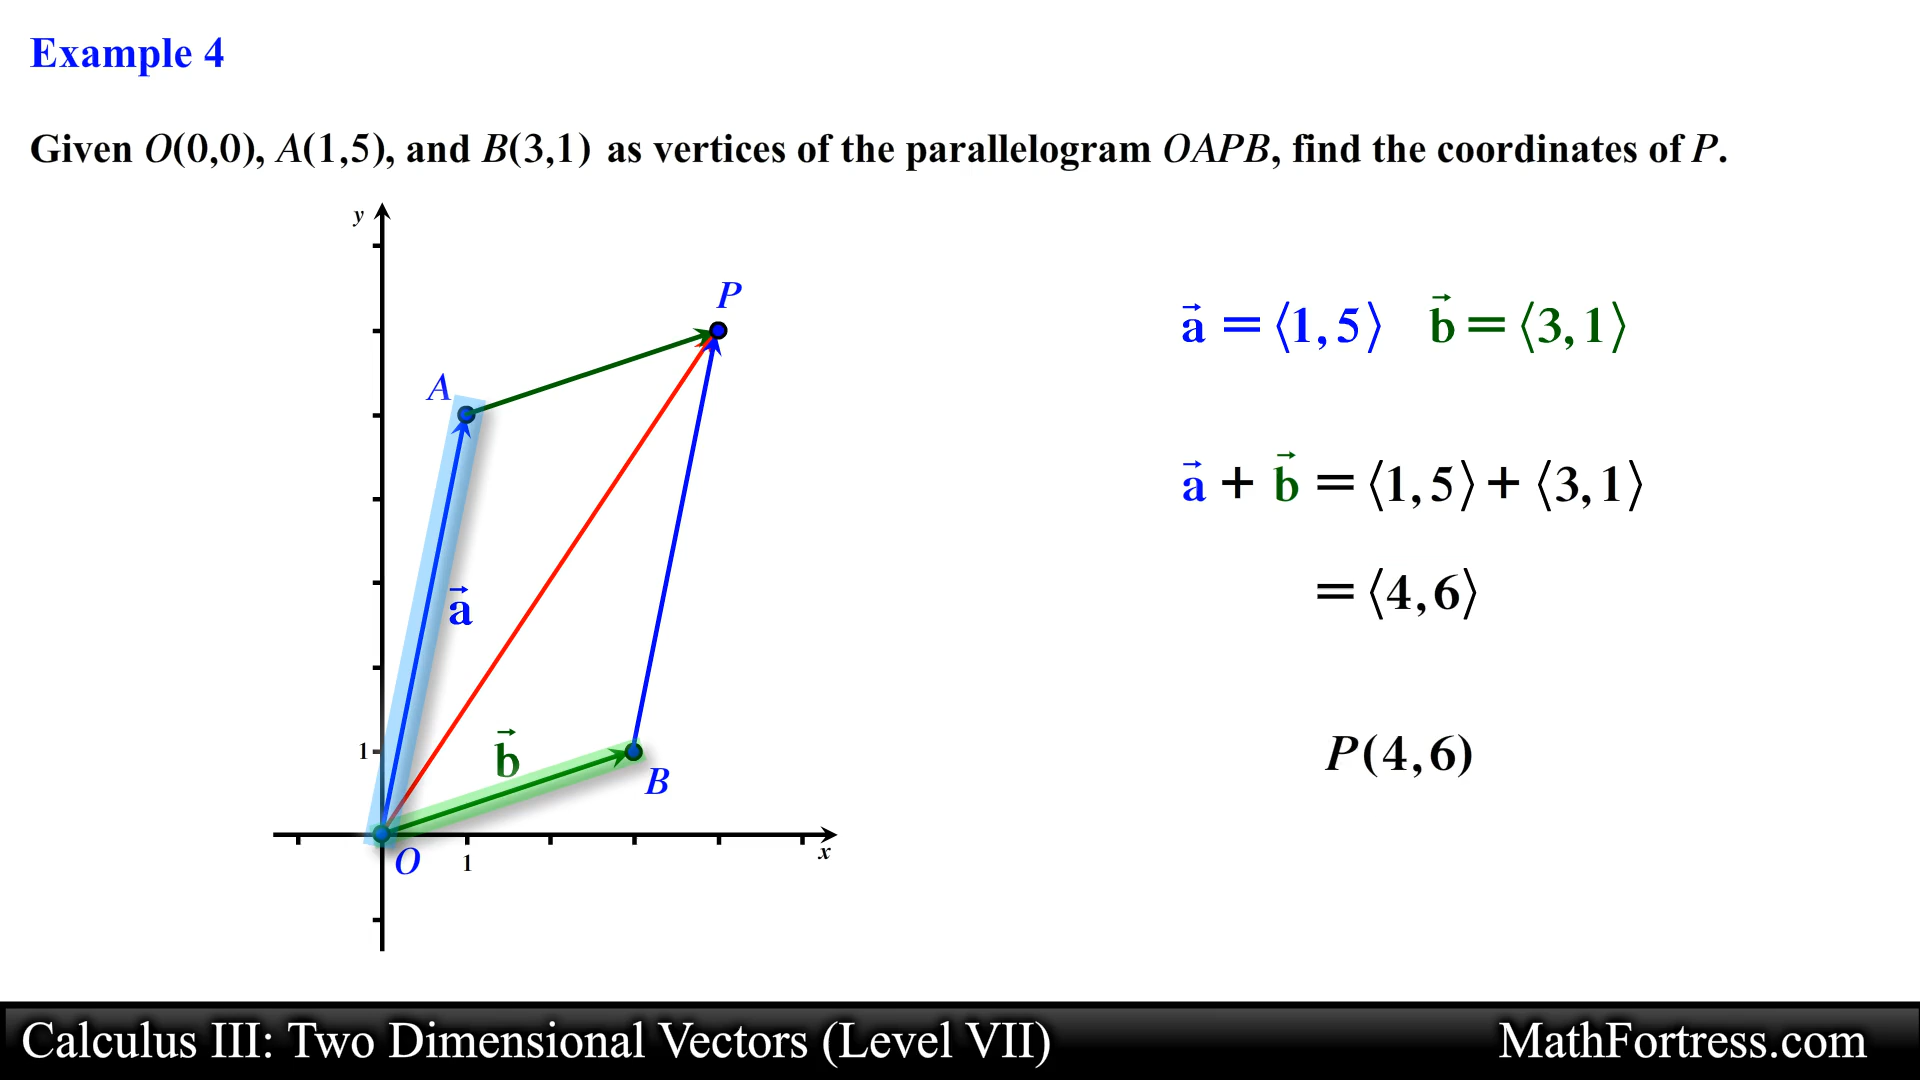 Example 4
Given O(0,0), A(1,5), and B(3,1) as vertices of the parallelogram OAPB, find the coordinates of P.
y
P
A
a⃗
b⃗
1
B
O
1
x
a⃗ = ⟨1,5⟩ b⃗ = ⟨3,1⟩
a⃗ + b⃗ = ⟨1,5⟩ + ⟨3,1⟩
= ⟨4,6⟩
P(4,6)
Calculus III: Two Dimensional Vectors (Level VII)
MathFortress.com